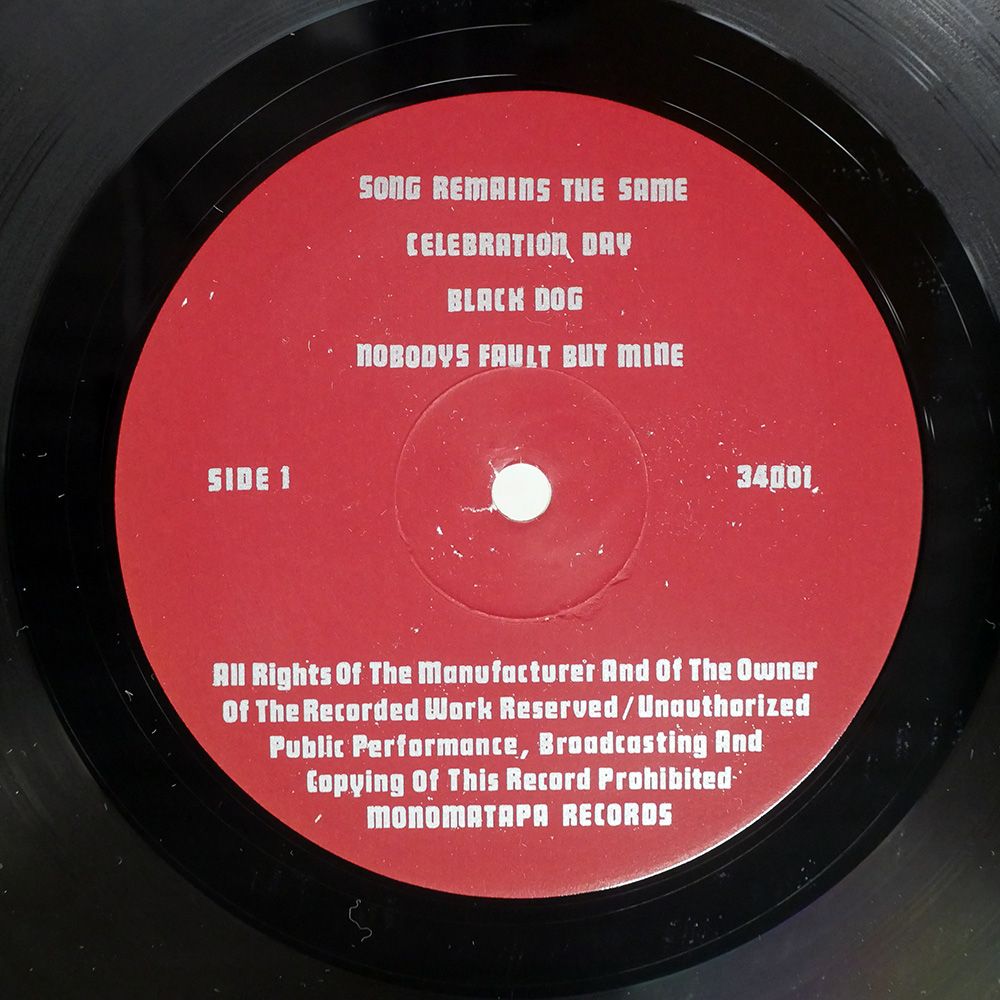 SONG REMAINS THE SAME
CELEBRATION DAY
BLACK DOG
NOBODYS FAULT BUT MINE
SIDE 1
34001
All Rights Of The Manufacturer And Of The Owner
Of The Recorded Work Reserved/Unauthorized
Public Performance, Broadcasting And
Copying Of This Record Prohibited
MONOMATAPA RECORDS